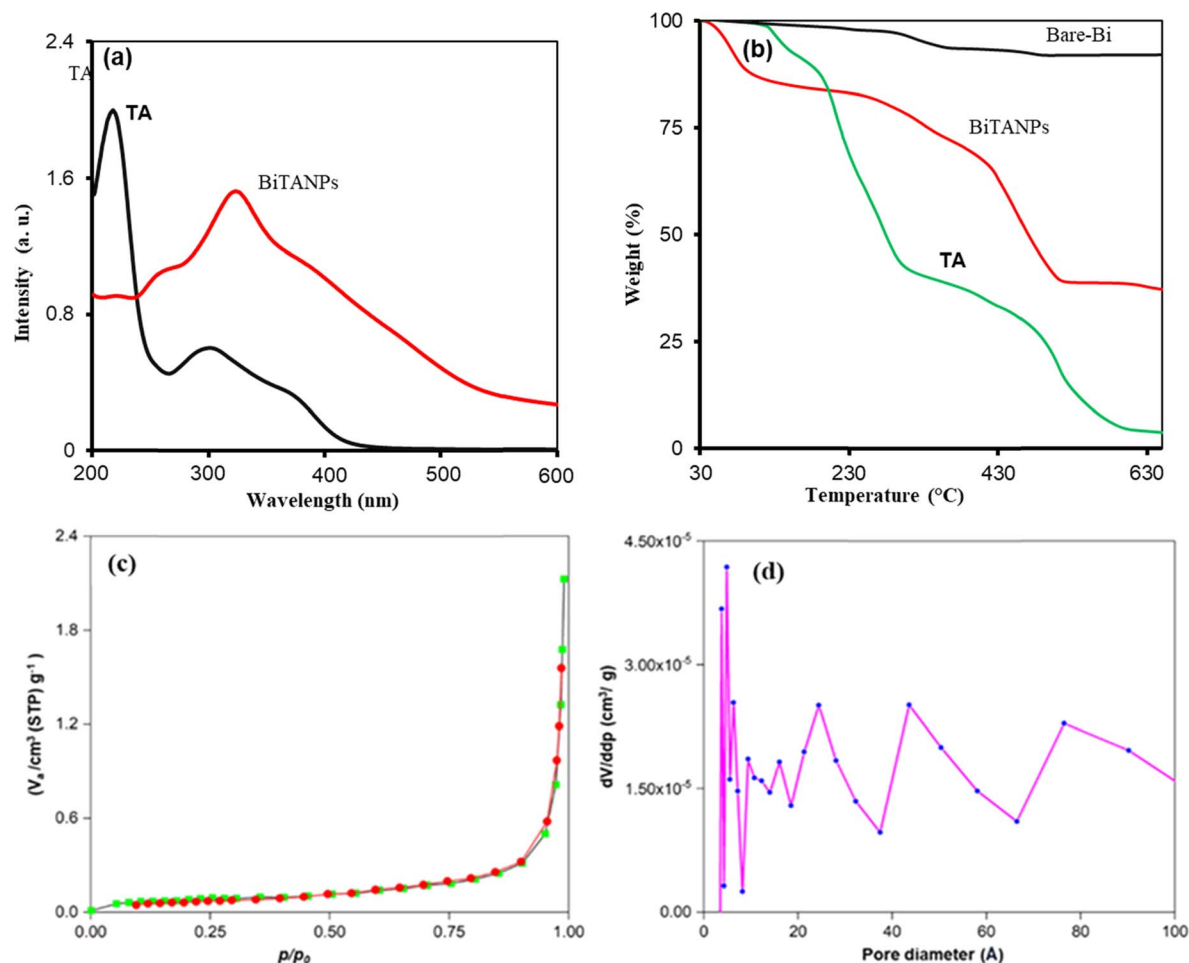 (a)
2.4
TA
TA
1.6
BiTANPs
0.8
0
Intensity (a. u.)
200 300 400 500 600
Wavelength (nm)
(b)
100
Bare-Bi
BiTANPs
75
50
TA
25
0
Weight (%)
30 230 430 630
Temperature (°C)
(c)
2.4
1.8
1.2
0.6
0.0
(Vₐ/cm³ (STP) g⁻¹ )
0.00 0.25 0.50 0.75 1.00
p/p₀
(d)
4.50x10⁻⁵
3.00x10⁻⁵
1.50x10⁻⁵
0.00
dV/ddp (cm³/ g)
0 20 40 60 80 100
Pore diameter (Å)